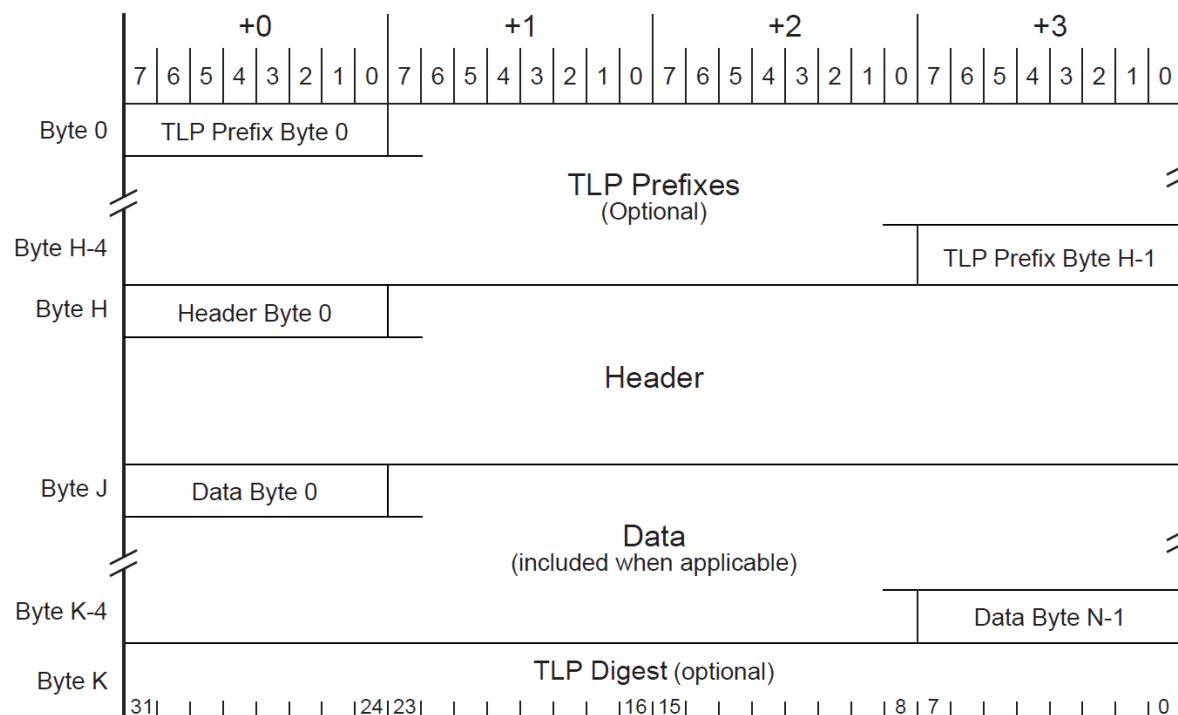 +0 +1 +2 +3
7 6 5 4 3 2 1 0 7 6 5 4 3 2 1 0 7 6 5 4 3 2 1 0 7 6 5 4 3 2 1 0
Byte 0 TLP Prefix Byte 0
TLP Prefixes
(Optional)
Byte H-4 TLP Prefix Byte H-1
Byte H Header Byte 0
Header
Byte J Data Byte 0
Data
(included when applicable)
Byte K-4 Data Byte N-1
Byte K TLP Digest (optional)
31 24 23 16 15 8 7 0